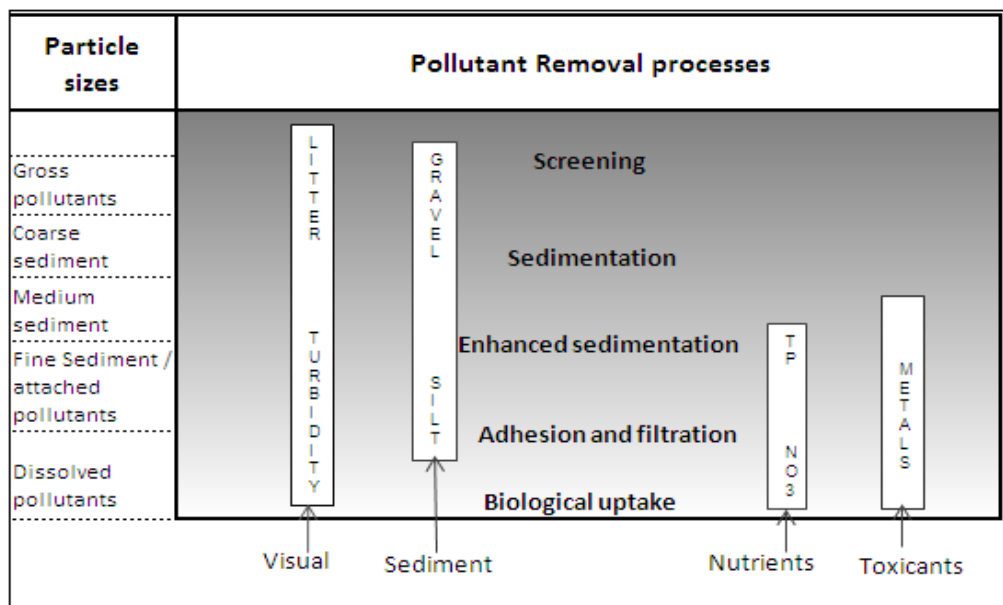 Particle
sizes
Pollutant Removal processes
Gross
pollutants
Coarse
sediment
Medium
sediment
Fine Sediment /
attached
pollutants
Dissolved
pollutants
LITTER
TURBIDITY
GRAVEL
SILT
Screening
Sedimentation
Enhanced sedimentation
Adhesion and filtration
Biological uptake
TP
NO3
METALS
Visual
Sediment
Nutrients
Toxicants